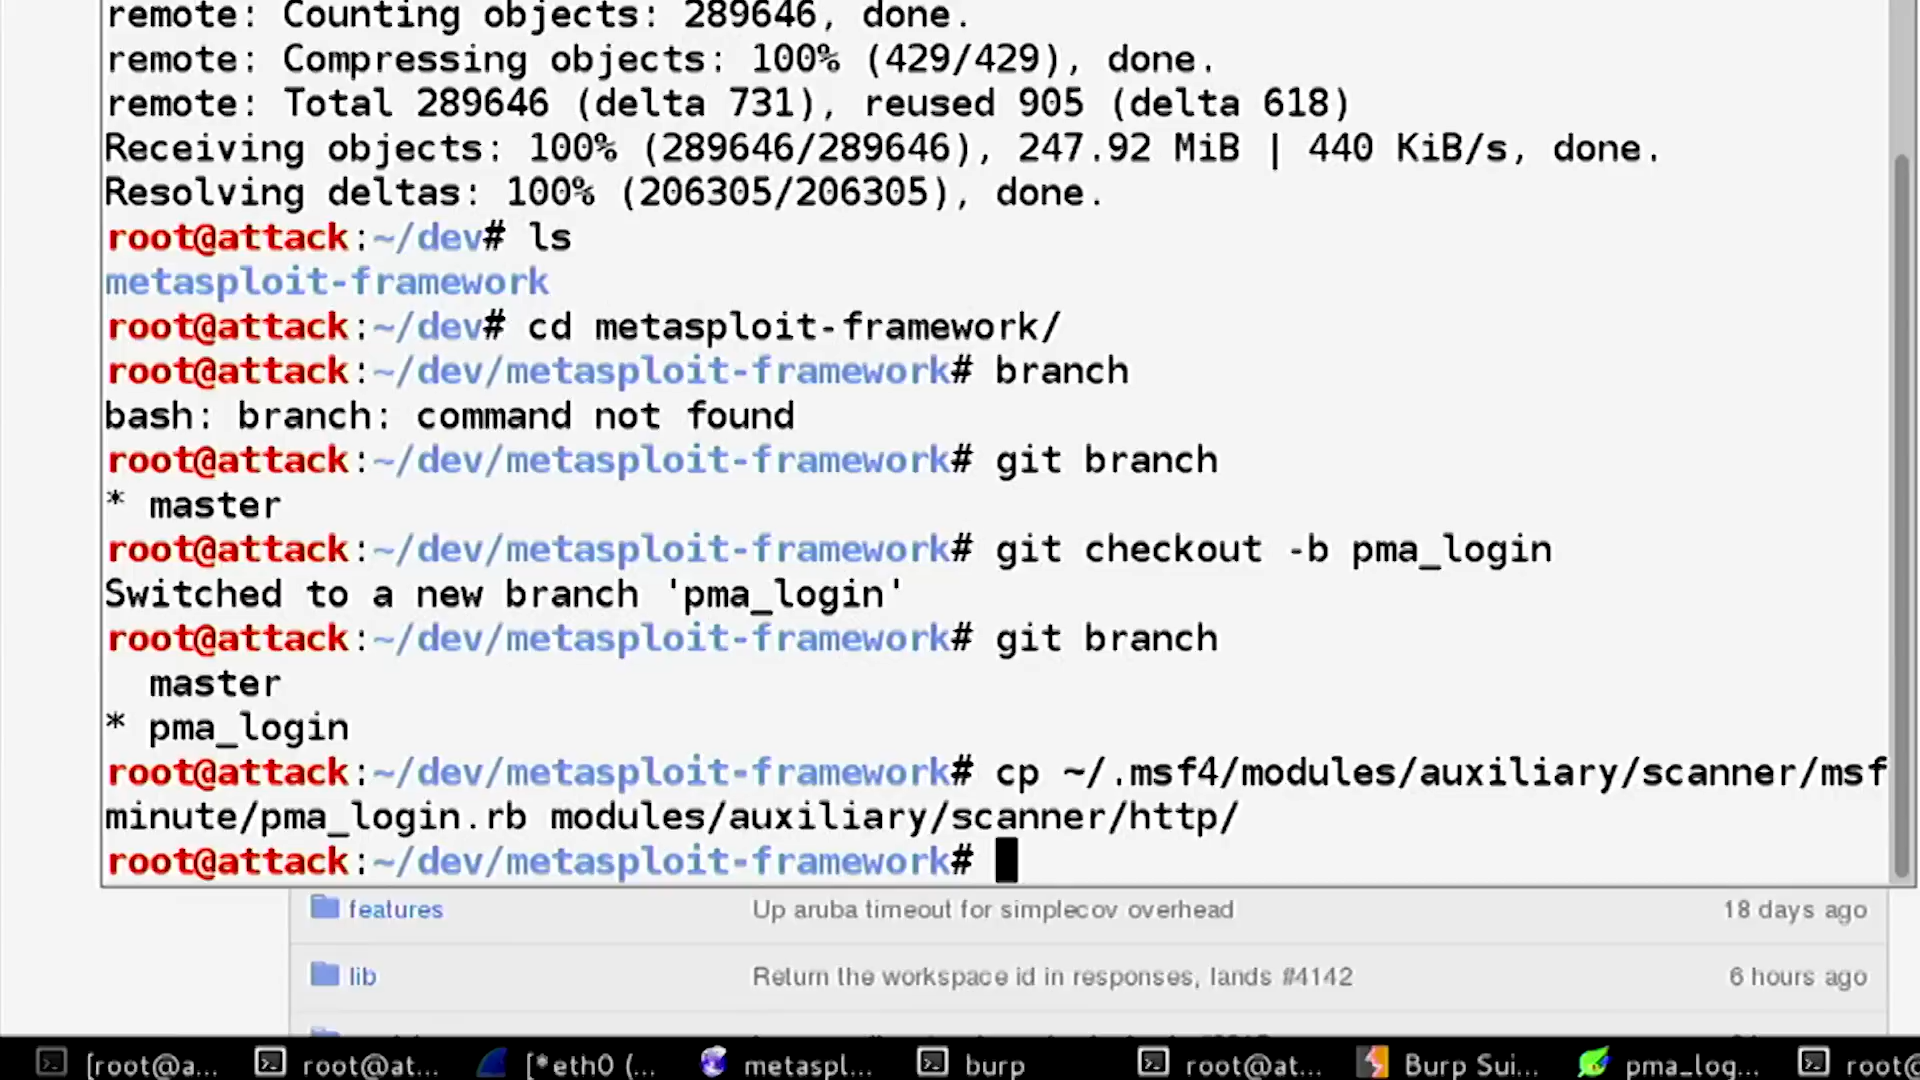 remote: Counting objects: 289646, done.
remote: Compressing objects: 100% (429/429), done.
remote: Total 289646 (delta 731), reused 905 (delta 618)
Receiving objects: 100% (289646/289646), 247.92 MiB | 440 KiB/s, done.
Resolving deltas: 100% (206305/206305), done.
root@attack:~/dev# ls
metasploit-framework
root@attack:~/dev# cd metasploit-framework/
root@attack:~/dev/metasploit-framework# branch
bash: branch: command not found
root@attack:~/dev/metasploit-framework# git branch
* master
root@attack:~/dev/metasploit-framework# git checkout -b pma_login
Switched to a new branch 'pma_login'
root@attack:~/dev/metasploit-framework# git branch
  master
* pma_login
root@attack:~/dev/metasploit-framework# cp ~/.msf4/modules/auxiliary/scanner/msf
minute/pma_login.rb modules/auxiliary/scanner/http/
root@attack:~/dev/metasploit-framework#
features Up aruba timeout for simplecov overhead 18 days ago
lib Return the workspace id in responses, lands #4142 6 hours ago
[root@a... root@at... [*eth0 (... metaspl... burp root@at... Burp Sui... pma_log... root@